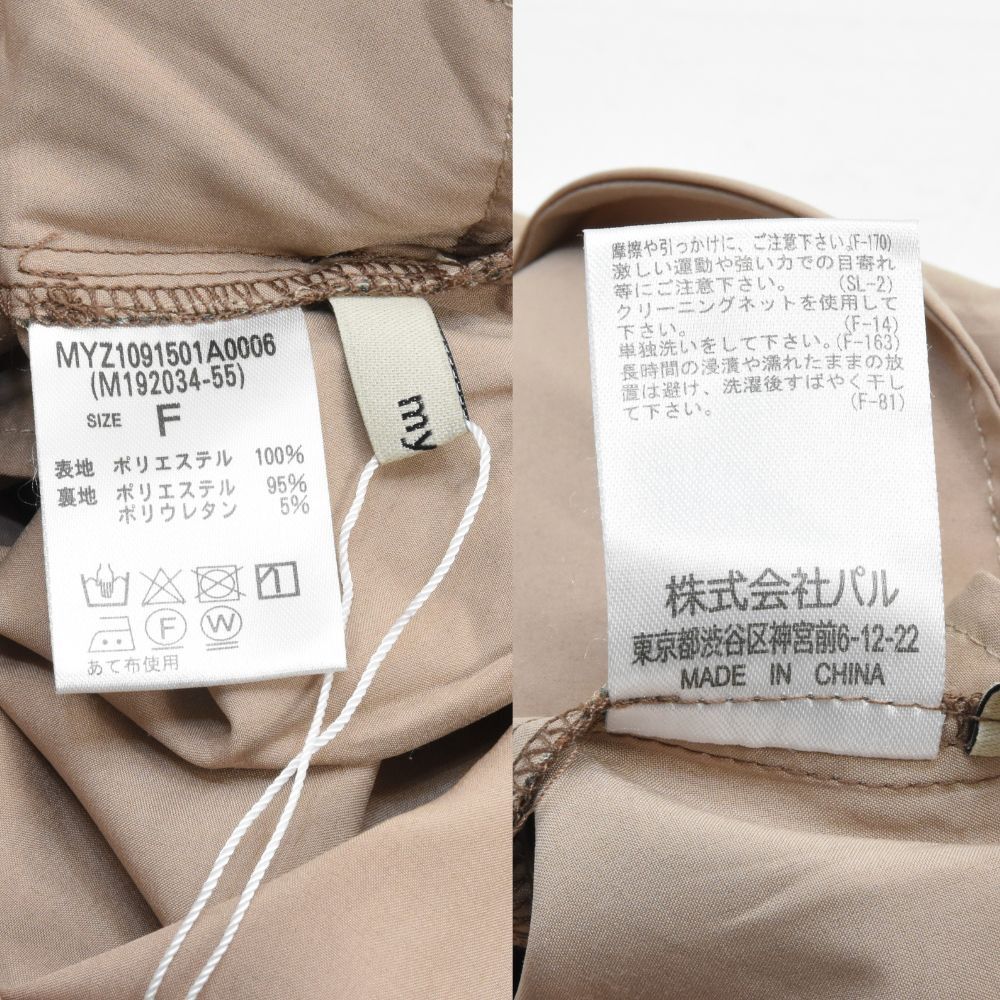 MYZ1091501A0006
(M192034-55)
SIZE F
表地 ポリエステル 100%
裏地 ポリエステル 95%
ポリウレタン 5%
F W
あて布使用
my
摩擦や引っかけに、ご注意下さい。(F-170)
激しい運動や強い力での目寄れ
等にご注意下さい。 (SL-2)
クリーニングネットを使用して
下さい。 (F-14)
単独洗いをして下さい。(F-163)
長時間の浸漬や濡れたままの放
置は避け、洗濯後すばやく干し
て下さい。 (F-81)
株式会社パル
東京都渋谷区神宮前6-12-22
MADE IN CHINA